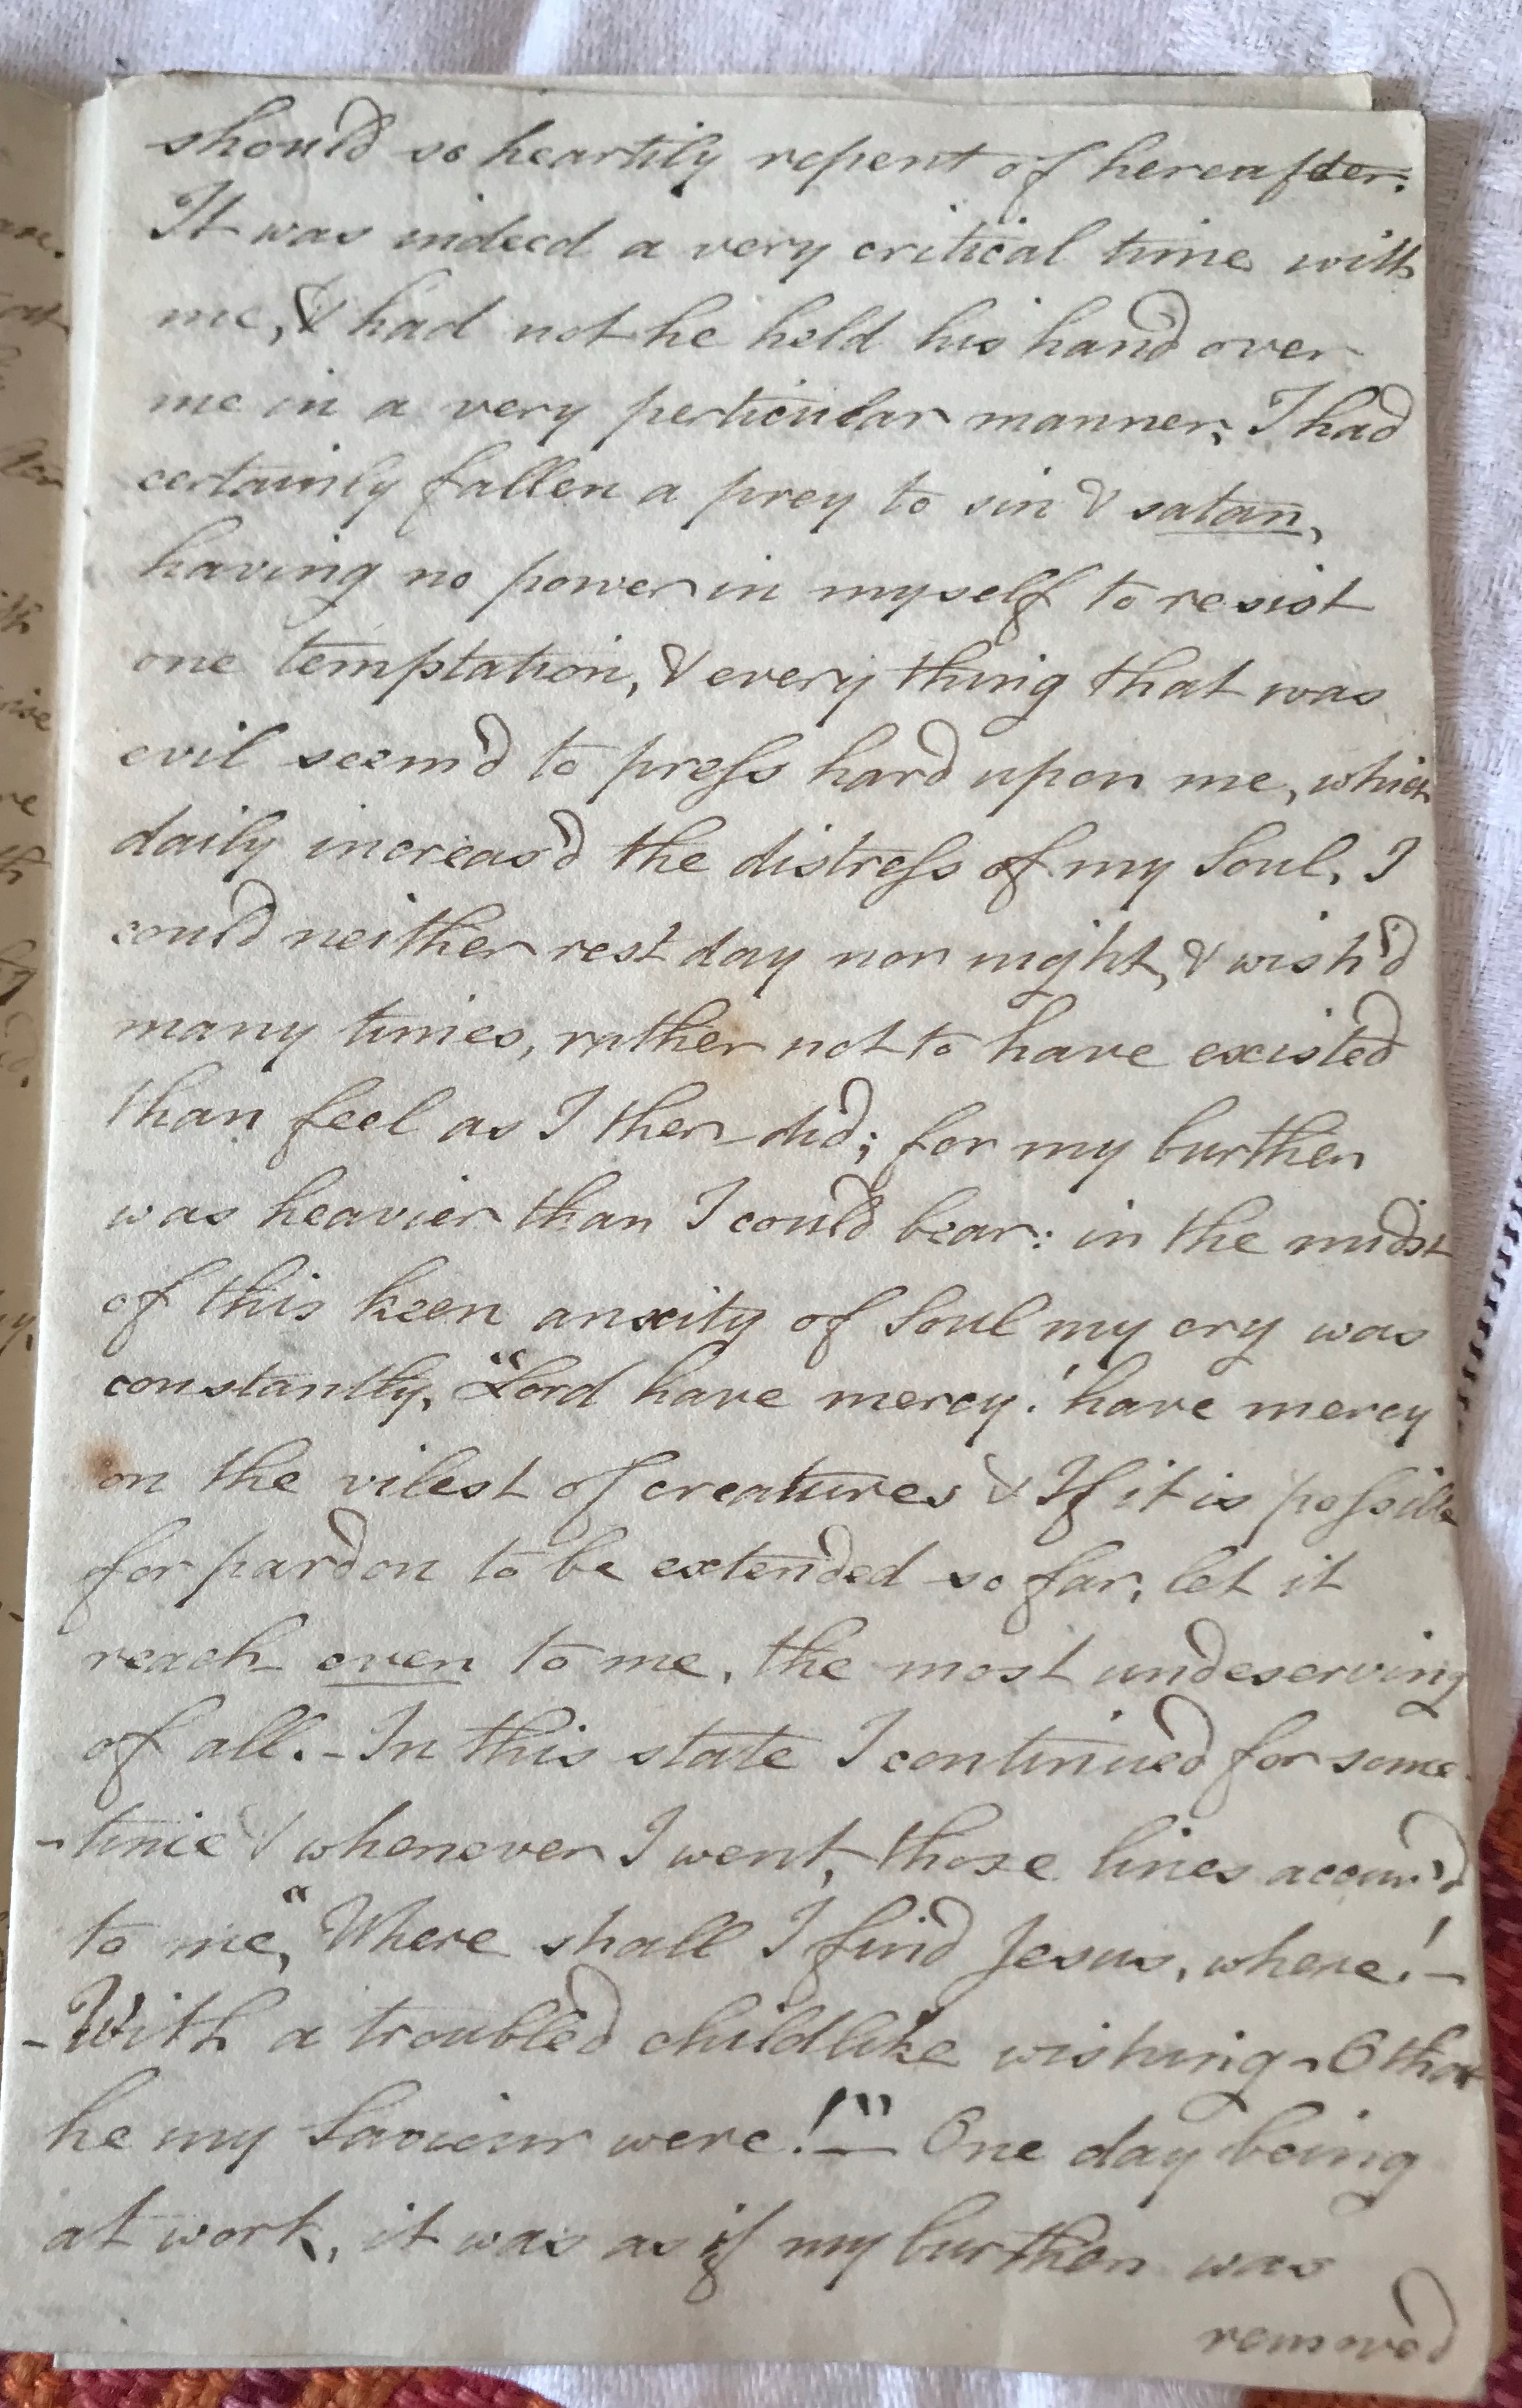 should so heartily repent of hereafter.
It was indeed a very critical time with
me, & had not he held his hand over
me in a very perticular manner, I had
certainly fallen a prey to sin & satan,
having no power in myself to resist
one temptation, & every thing that was
evil seem'd to press hard upon me, which
daily increas'd the distress of my Soul. I
could neither rest day nor night, & wish'd
many times, rather not to have existed
than feel as I then did; for my burthen
was heavier than I could bear: in the midst
of this keen anxity of Soul my cry was
constantly, "Lord have mercy! have mercy
on the vilest of creatures & If it is possible
for pardon to be extended so far, let it
reach even to me, the most undeserving
of all. - In this state I continued for some
-time & whenever I went, those lines accur'd
to me, "Where shall I find Jesus, where! -
- With a troubled childlike wishing - O that
he my Saviour were!" - One day being
at work, it was as if my burthen was
removed